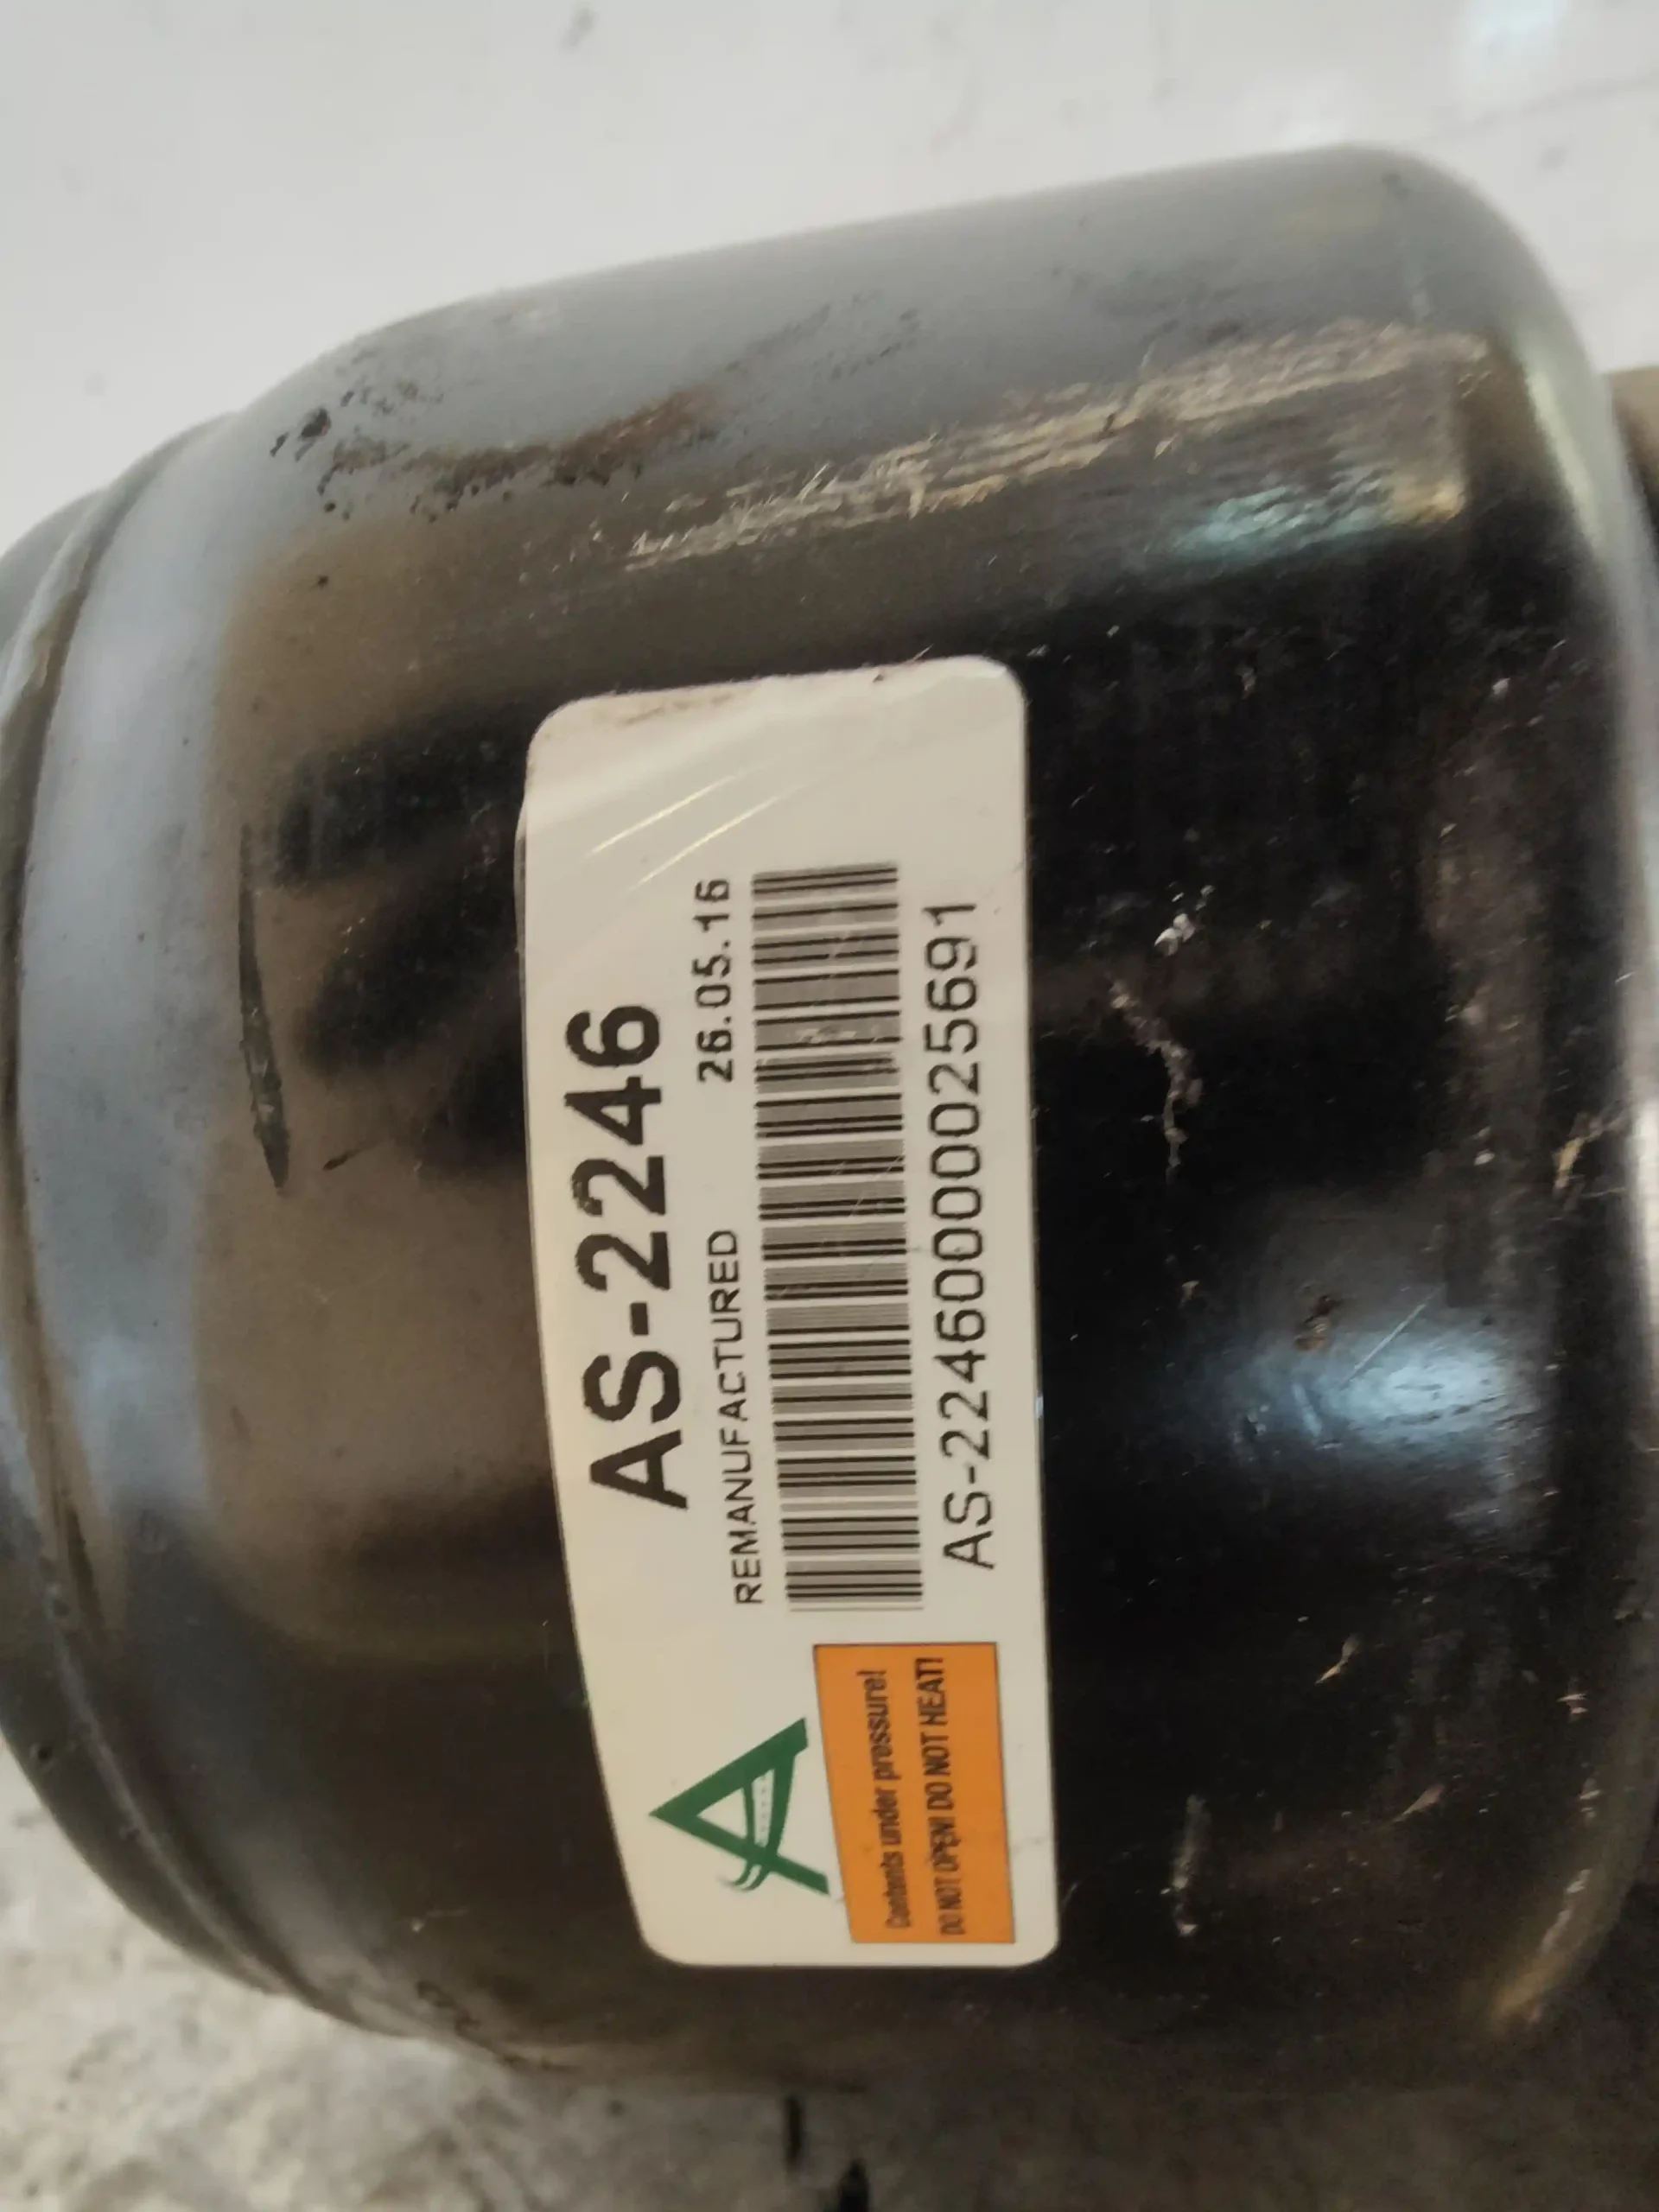 AS-2246
REMANUFACTURED 26.05.16
AS-22460000025691
Contents under pressure!
DO NOT OPEN! DO NOT HEAT!